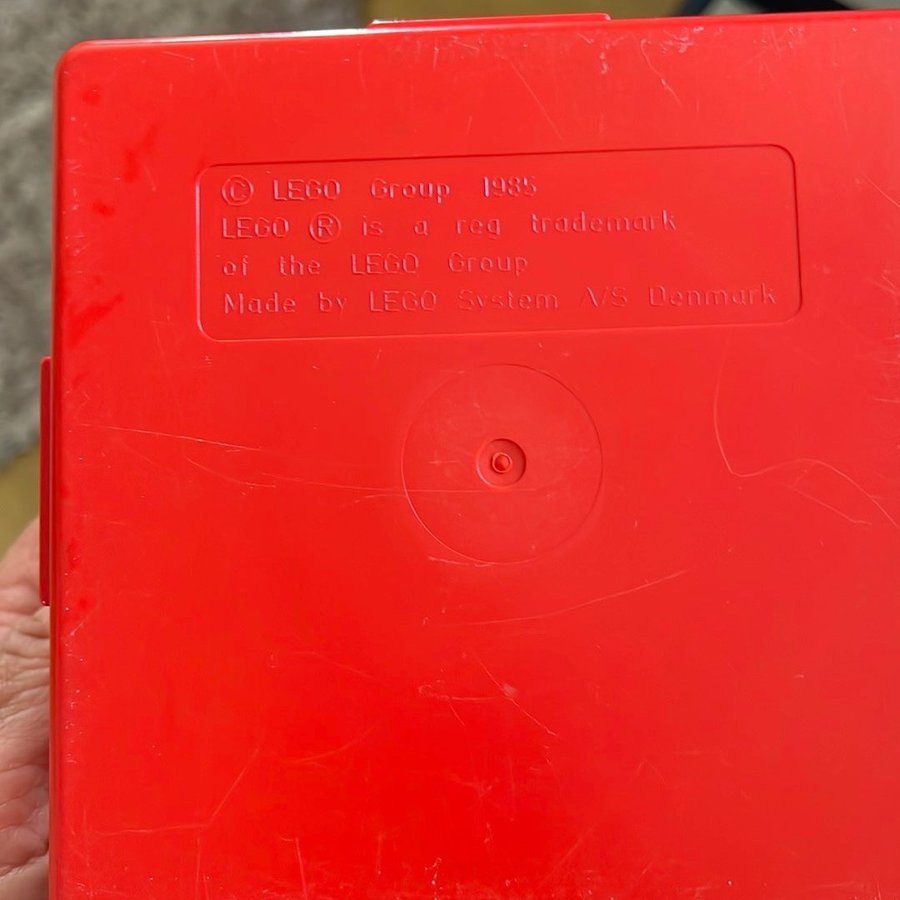 © LEGO Group 1985
LEGO ® is a reg trademark
of the LEGO Group
Made by LEGO System A/S Denmark